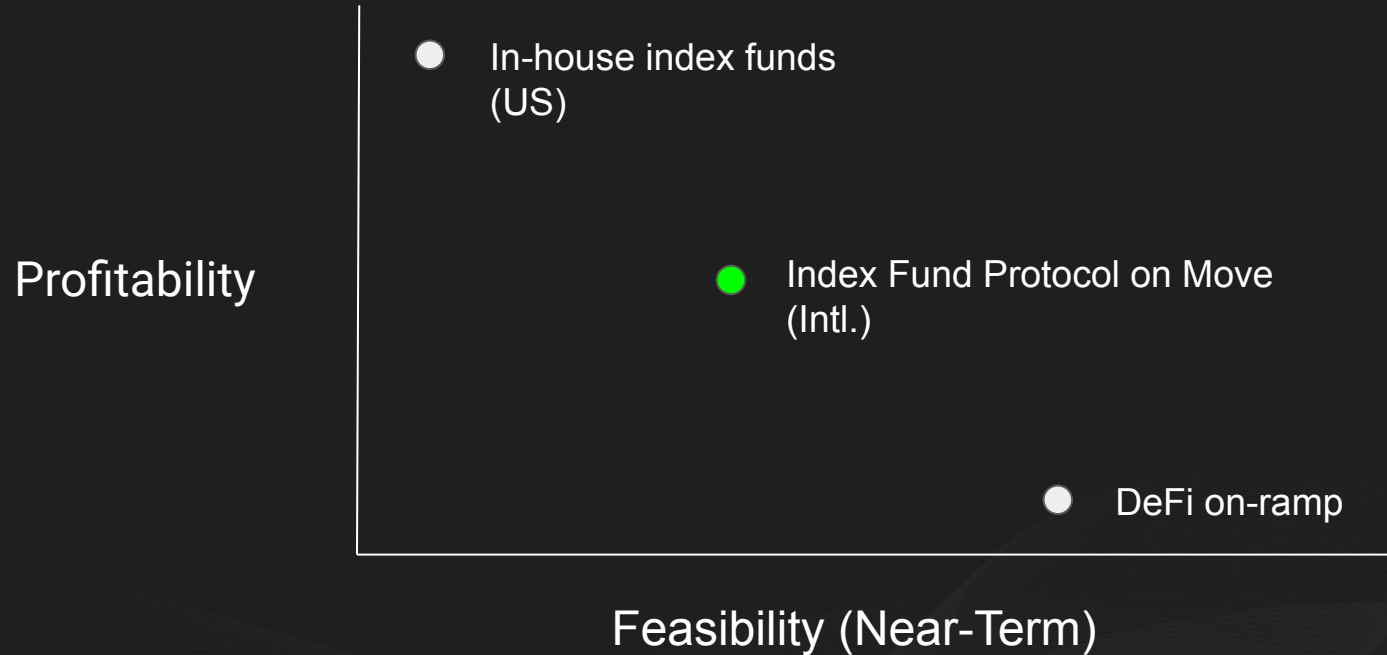 In-house index funds
(US)
Profitability
Index Fund Protocol on Move
(Intl.)
DeFi on-ramp
Feasibility (Near-Term)